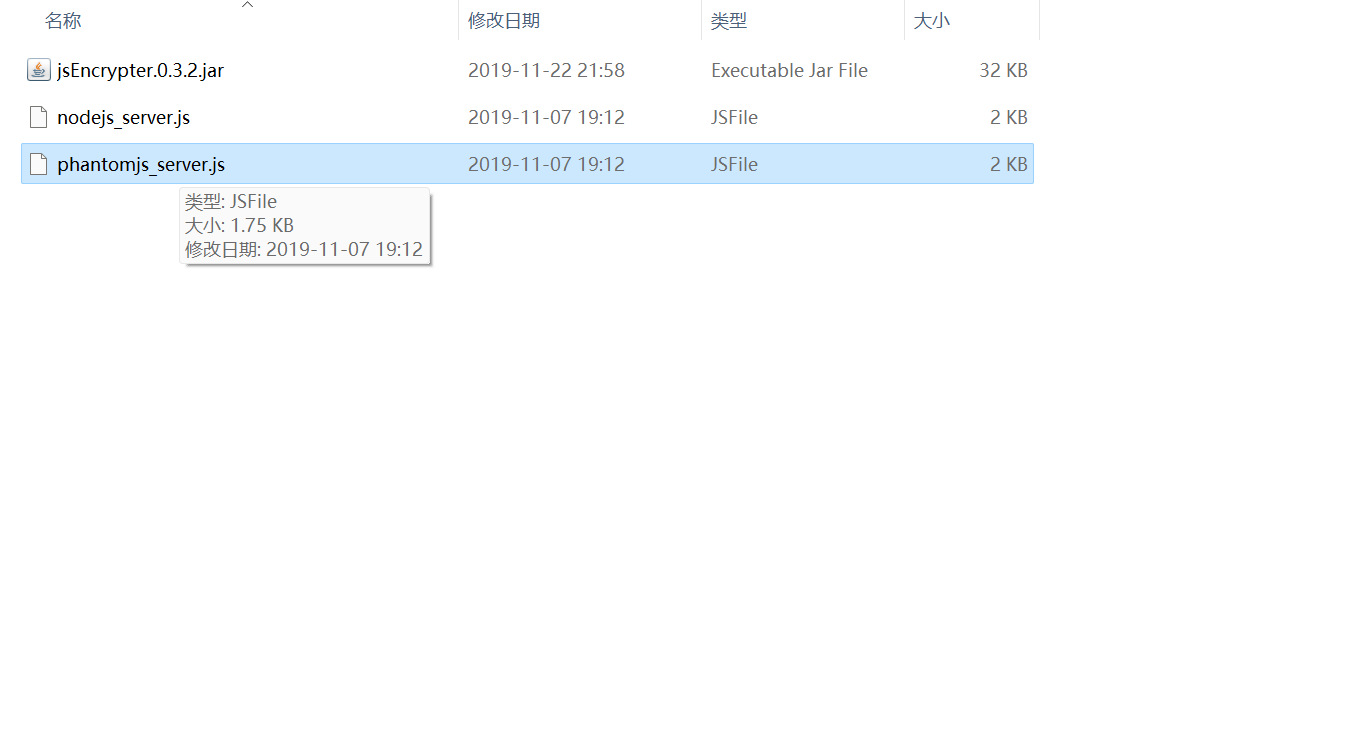 名称 修改日期 类型 大小
jsEncrypter.0.3.2.jar 2019-11-22 21:58 Executable Jar File 32 KB
nodejs_server.js 2019-11-07 19:12 JSFile 2 KB
phantomjs_server.js 2019-11-07 19:12 JSFile 2 KB
类型: JSFile
大小: 1.75 KB
修改日期: 2019-11-07 19:12